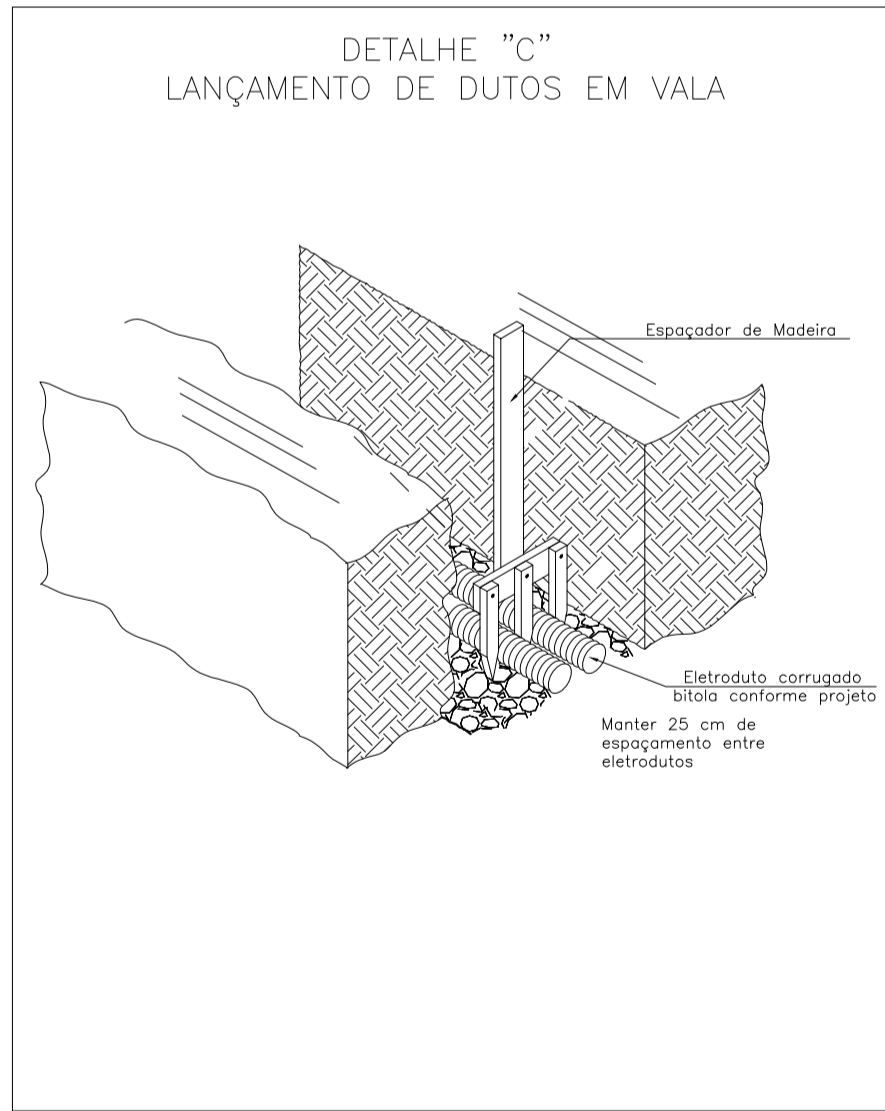 DETALHE "C"
LANÇAMENTO DE DUTOS EM VALA
Espaçador de Madeira
Eletroduto corrugado
bitola conforme projeto
Manter 25 cm de
espaçamento entre
eletrodutos